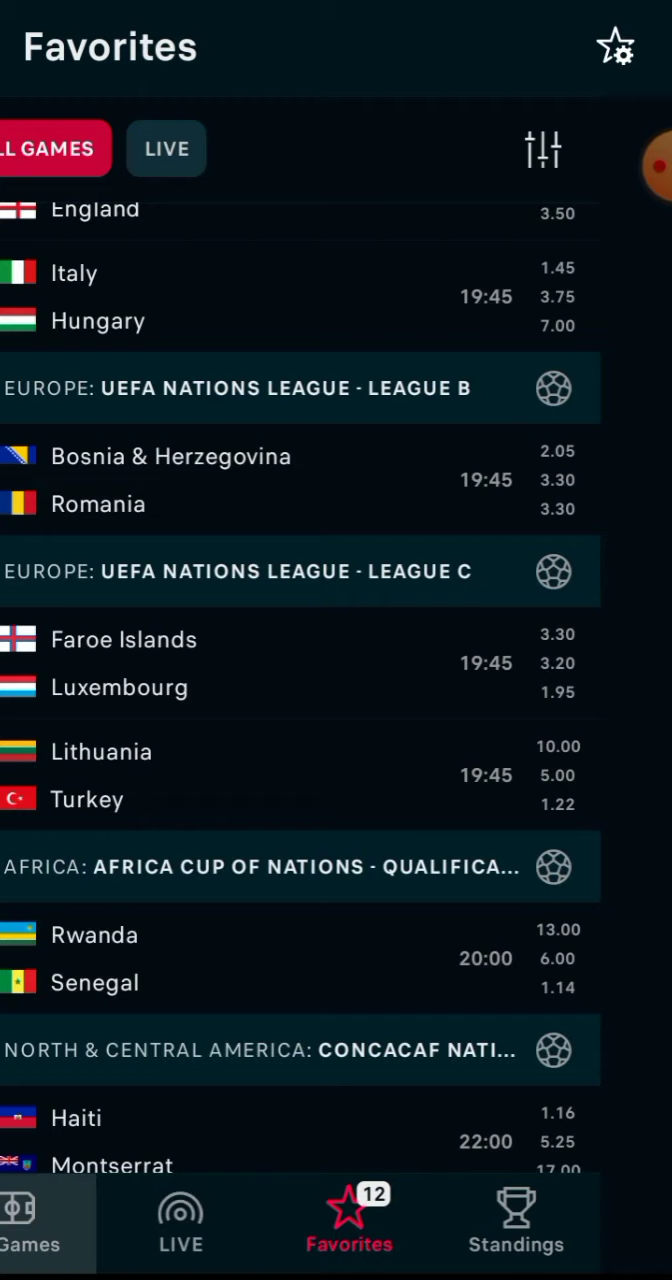 Favorites
LL GAMES
LIVE
England
3.50
Italy
Hungary
19:45
1.45
3.75
7.00
EUROPE: UEFA NATIONS LEAGUE - LEAGUE B
Bosnia & Herzegovina
Romania
19:45
2.05
3.30
3.30
EUROPE: UEFA NATIONS LEAGUE - LEAGUE C
Faroe Islands
Luxembourg
19:45
3.30
3.20
1.95
Lithuania
Turkey
19:45
10.00
5.00
1.22
AFRICA: AFRICA CUP OF NATIONS - QUALIFICA...
Rwanda
Senegal
20:00
13.00
6.00
1.14
NORTH & CENTRAL AMERICA: CONCACAF NATI...
Haiti
Montserrat
22:00
1.16
5.25
17.00
Games
LIVE
12
Favorites
Standings